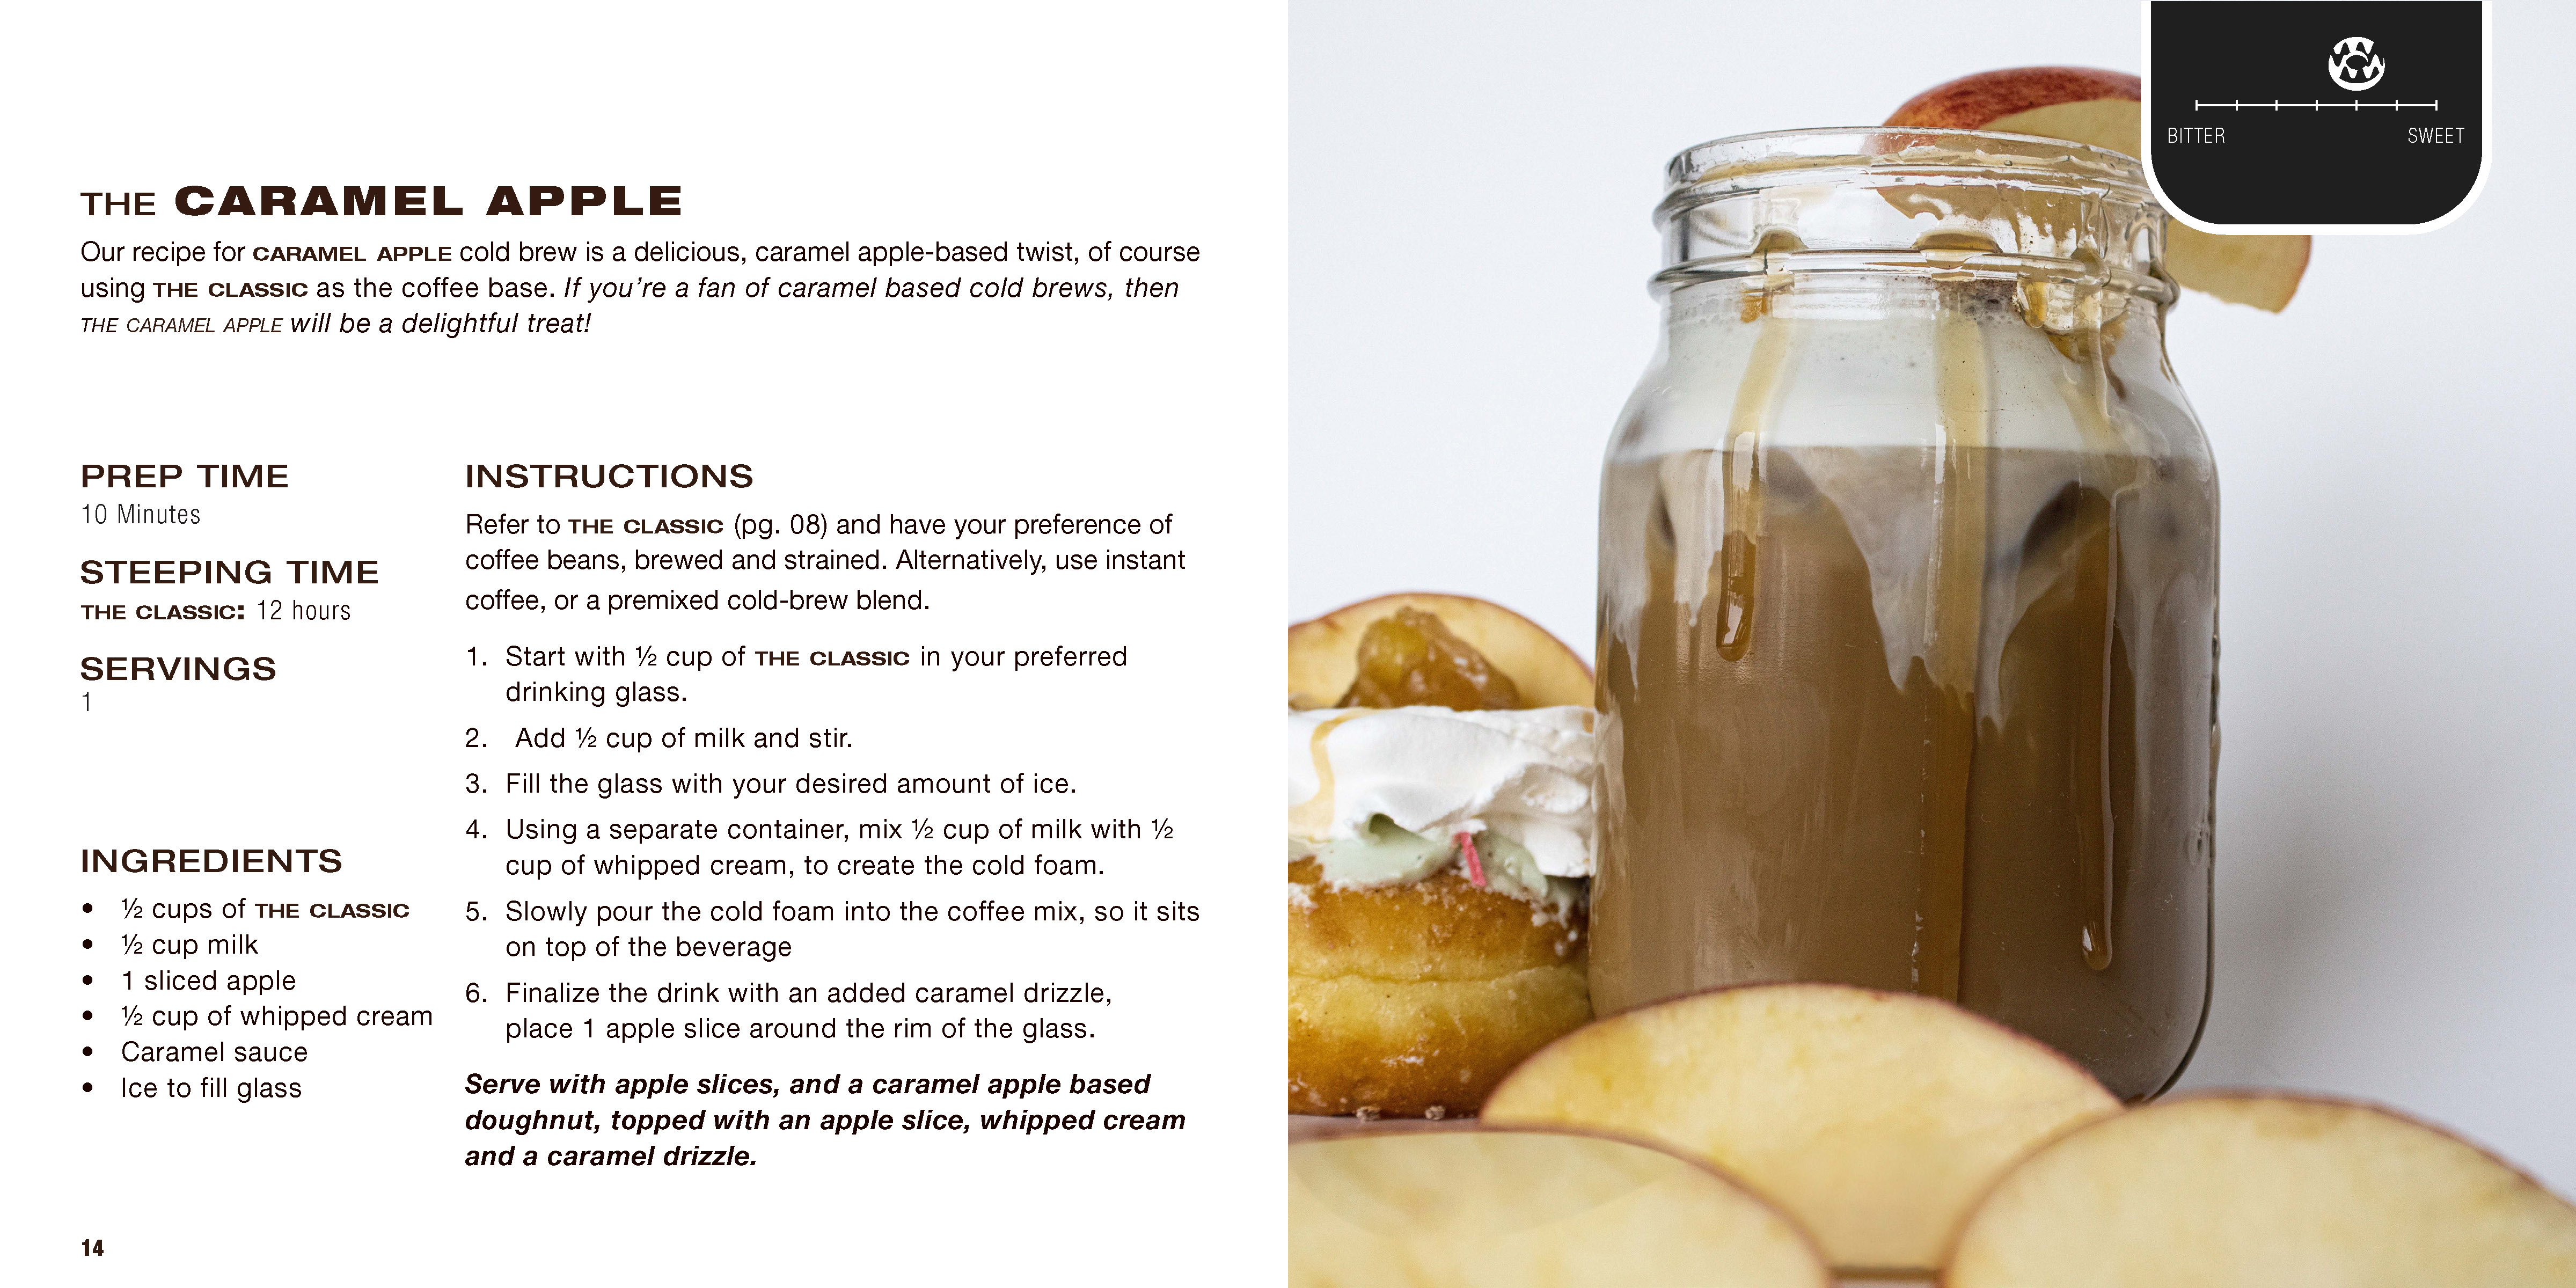 THE CARAMEL APPLE
Our recipe for CARAMEL APPLE cold brew is a delicious, caramel apple-based twist, of course
using THE CLASSIC as the coffee base. If you're a fan of caramel based cold brews, then
THE CARAMEL APPLE will be a delightful treat!
PREP TIME
10 Minutes
STEEPING TIME
THE CLASSIC: 12 hours
SERVINGS
1
INGREDIENTS
• ½ cups of THE CLASSIC
• ½ cup milk
• 1 sliced apple
• ½ cup of whipped cream
• Caramel sauce
• Ice to fill glass
INSTRUCTIONS
Refer to THE CLASSIC (pg. 08) and have your preference of
coffee beans, brewed and strained. Alternatively, use instant
coffee, or a premixed cold-brew blend.
1. Start with ½ cup of THE CLASSIC in your preferred
drinking glass.
2. Add ½ cup of milk and stir.
3. Fill the glass with your desired amount of ice.
4. Using a separate container, mix ½ cup of milk with ½
cup of whipped cream, to create the cold foam.
5. Slowly pour the cold foam into the coffee mix, so it sits
on top of the beverage
6. Finalize the drink with an added caramel drizzle,
place 1 apple slice around the rim of the glass.
Serve with apple slices, and a caramel apple based
doughnut, topped with an apple slice, whipped cream
and a caramel drizzle.
14
BITTER SWEET